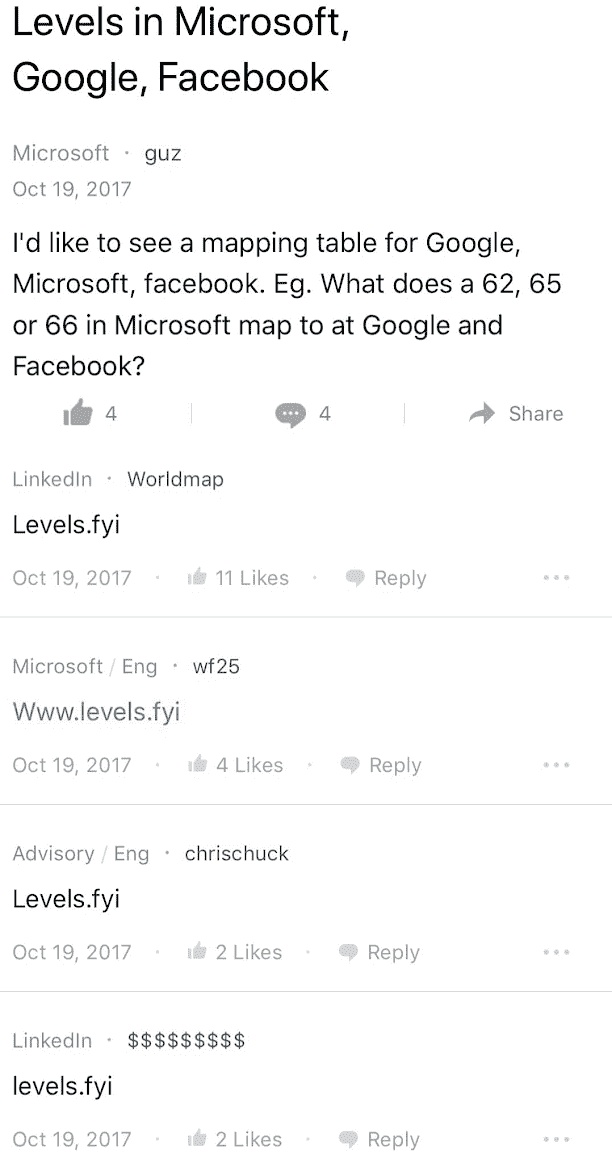 Levels in Microsoft,
Google, Facebook
Microsoft · guz
Oct 19, 2017
I'd like to see a mapping table for Google,
Microsoft, facebook. Eg. What does a 62, 65
or 66 in Microsoft map to at Google and
Facebook?
4 4 Share
LinkedIn · Worldmap
Levels.fyi
Oct 19, 2017 · 11 Likes · Reply
Microsoft / Eng · wf25
Www.levels.fyi
Oct 19, 2017 · 4 Likes · Reply
Advisory / Eng · chrischuck
Levels.fyi
Oct 19, 2017 · 2 Likes · Reply
LinkedIn · $$$$$$$$$
levels.fyi
Oct 19, 2017 · 2 Likes · Reply